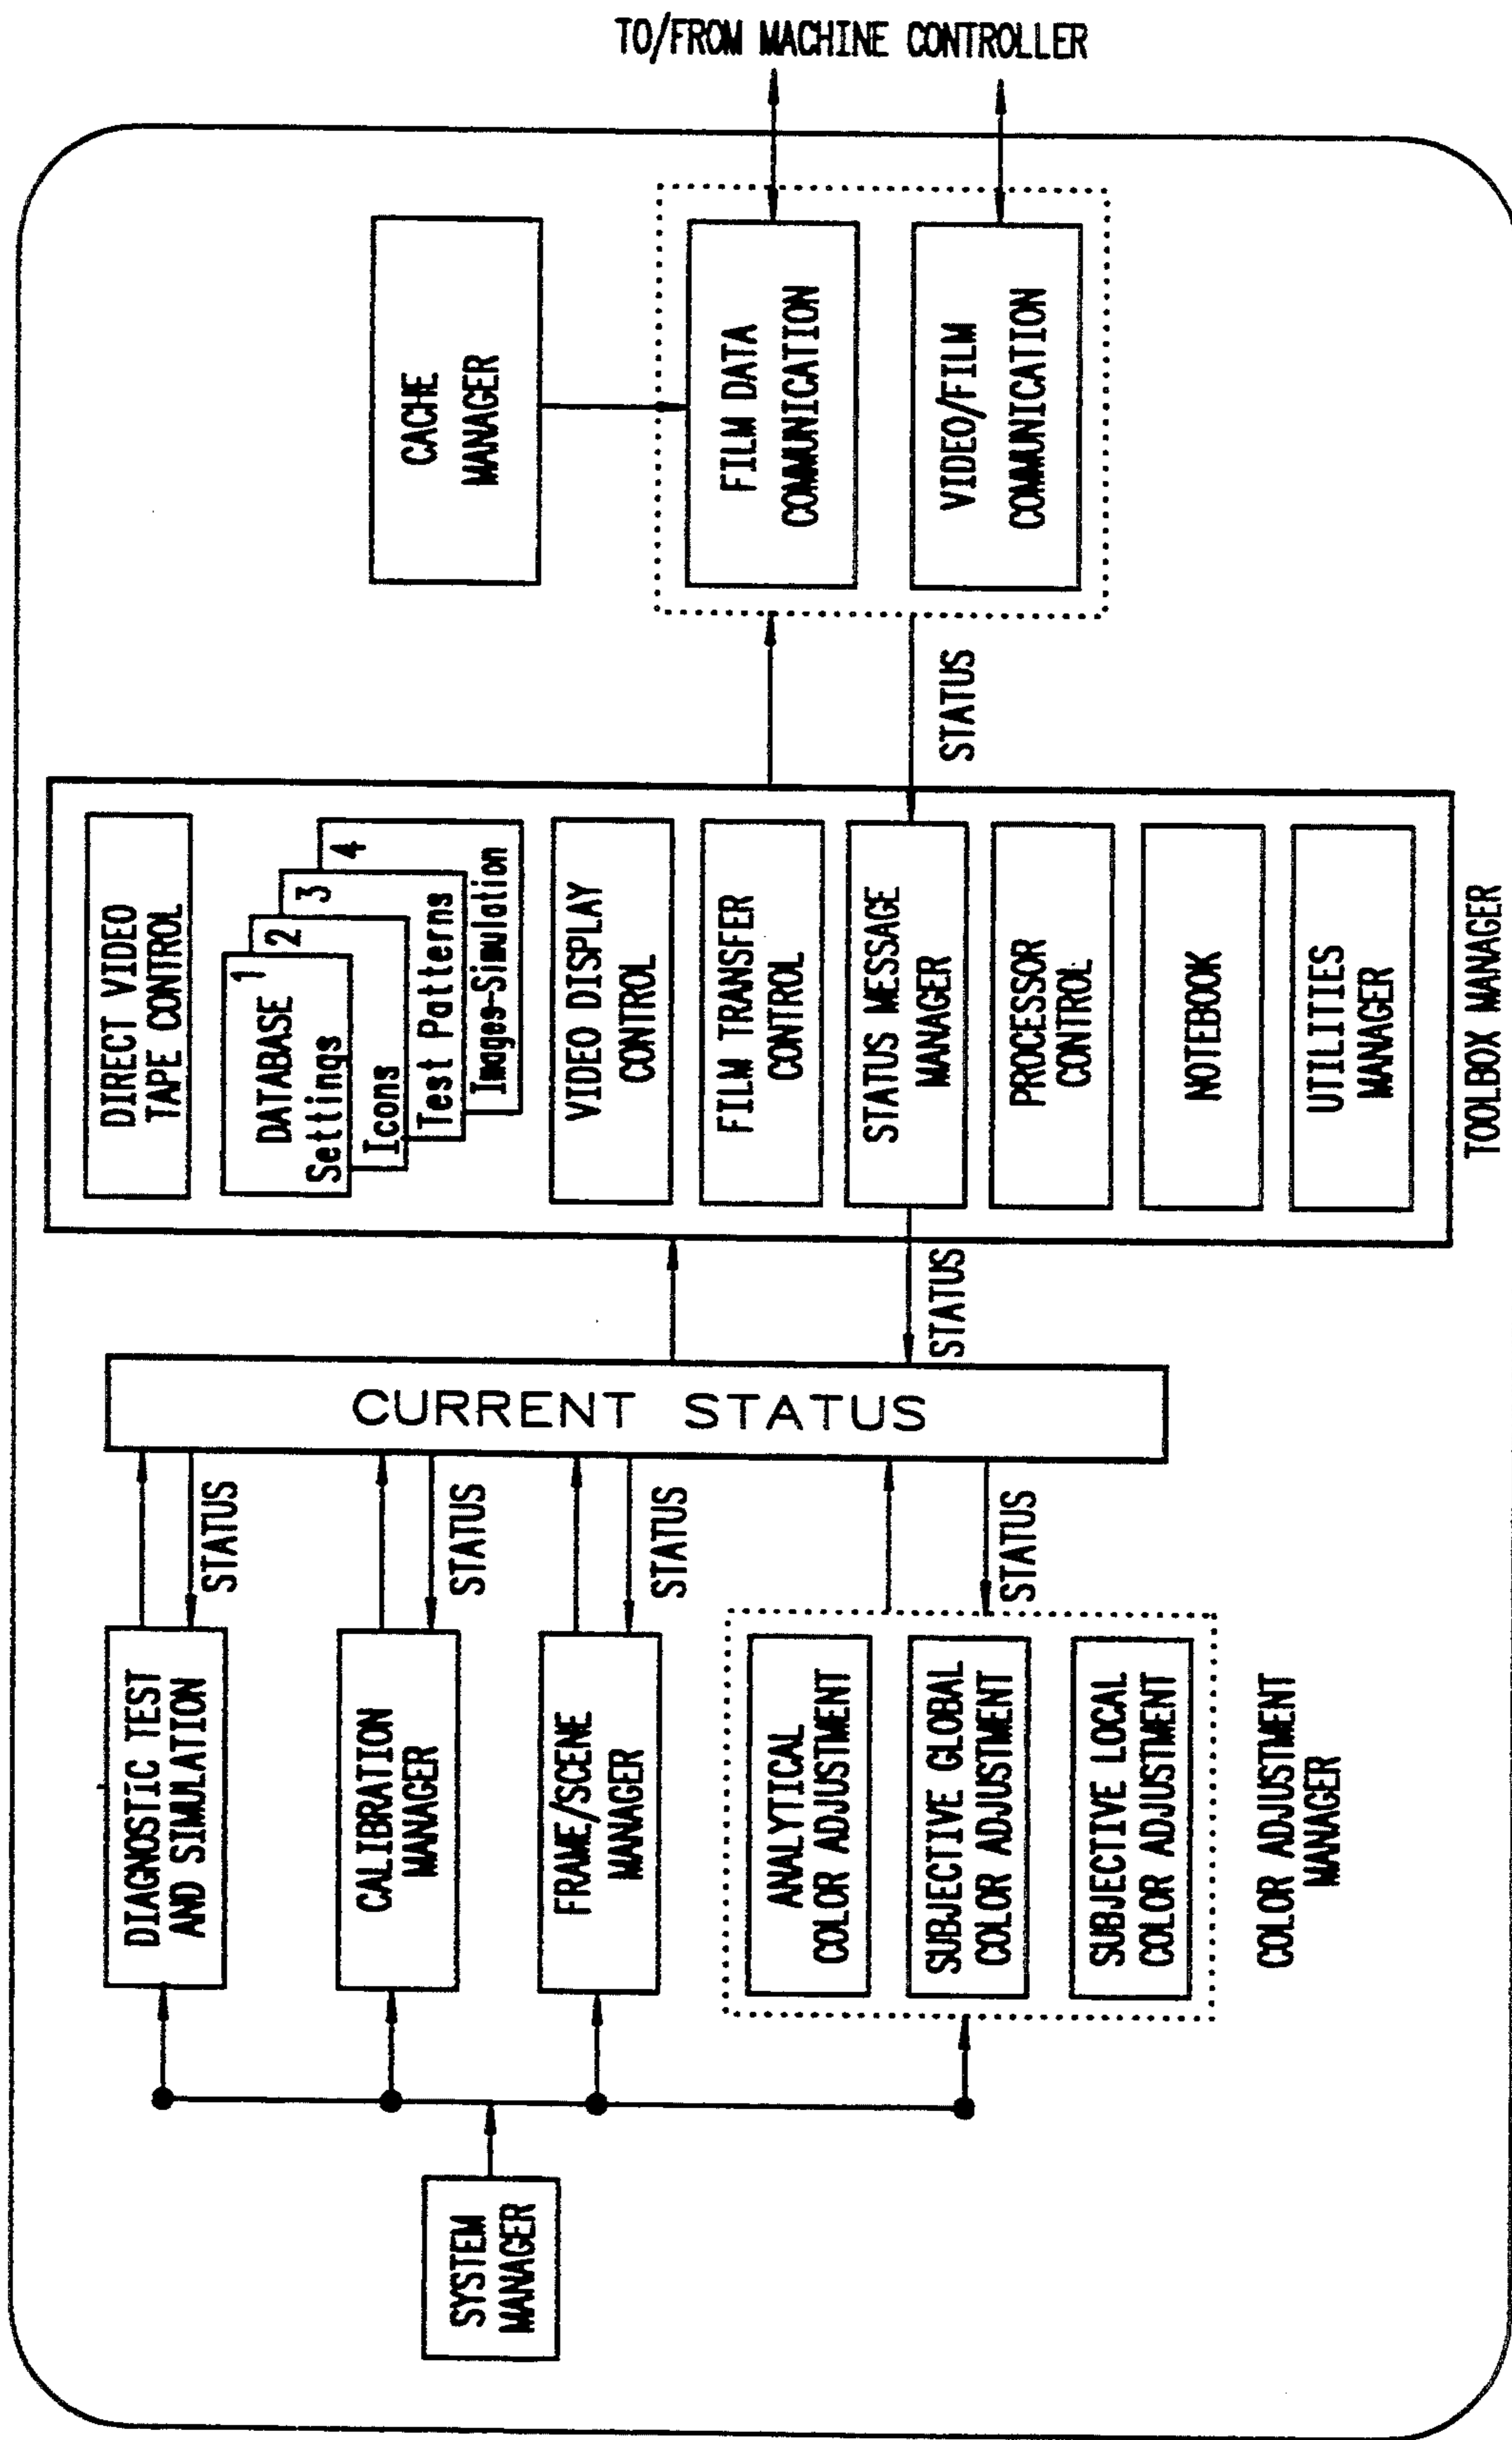 TO/FROM MACHINE CONTROLLER
SYSTEM
MANAGER
DIAGNOSTIC TEST
AND SIMULATION
STATUS
CALIBRATION
MANAGER
STATUS
FRAME/SCENE
MANAGER
STATUS
ANALYTICAL
COLOR ADJUSTMENT
SUBJECTIVE GLOBAL
COLOR ADJUSTMENT
SUBJECTIVE LOCAL
COLOR ADJUSTMENT
STATUS
COLOR ADJUSTMENT
MANAGER
CURRENT STATUS
STATUS
DIRECT VIDEO
TAPE CONTROL
1
DATABASE
Settings
2
Icons
3
Test Patterns
4
Images-Simulation
VIDEO DISPLAY
CONTROL
FILM TRANSFER
CONTROL
STATUS MESSAGE
MANAGER
PROCESSOR
CONTROL
NOTEBOOK
UTILITIES
MANAGER
TOOLBOX MANAGER
STATUS
CACHE
MANAGER
FILM DATA
COMMUNICATION
VIDEO/FILM
COMMUNICATION